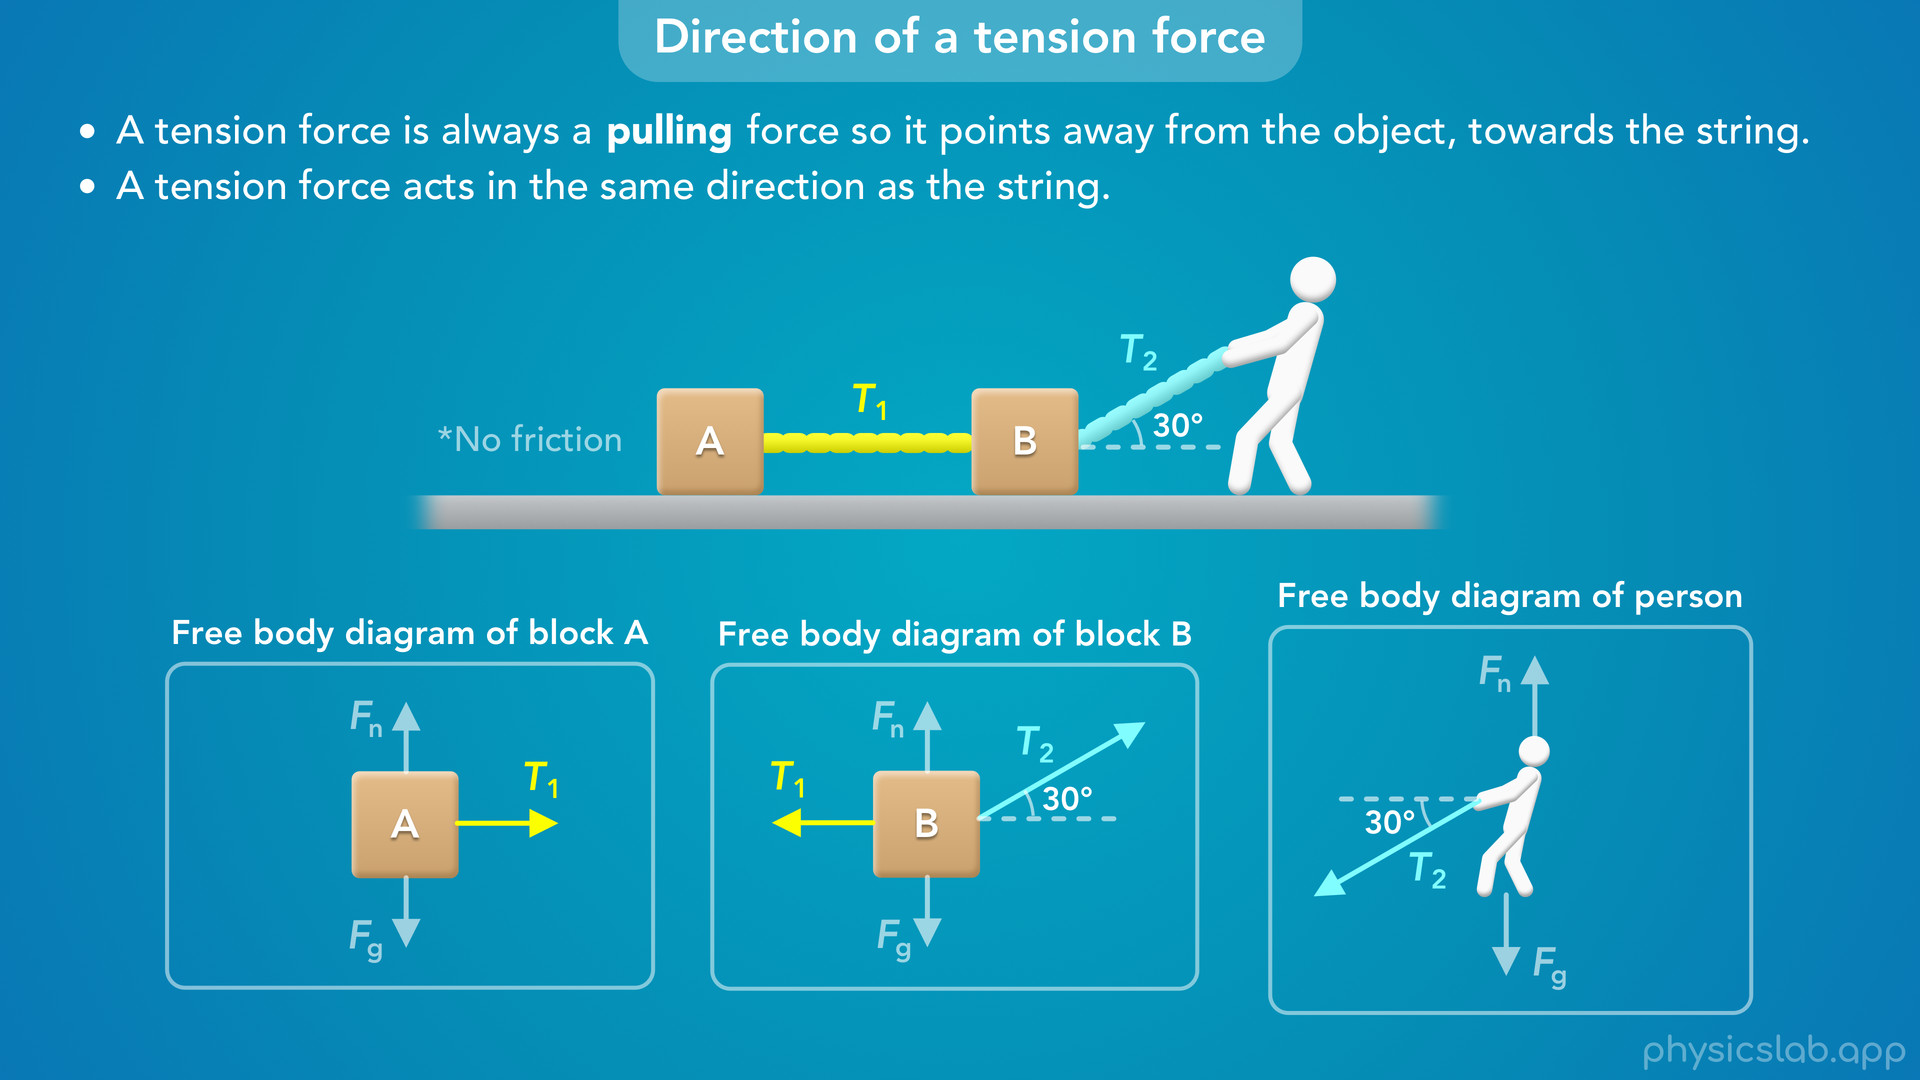 Direction of a tension force
• A tension force is always a pulling force so it points away from the object, towards the string.
• A tension force acts in the same direction as the string.
T2
T1
30°
*No friction
A
B
Free body diagram of block A
Fn
T1
A
Fg
Free body diagram of block B
Fn
T2
T1
30°
B
Fg
Free body diagram of person
Fn
30°
T2
Fg
physicslab.app